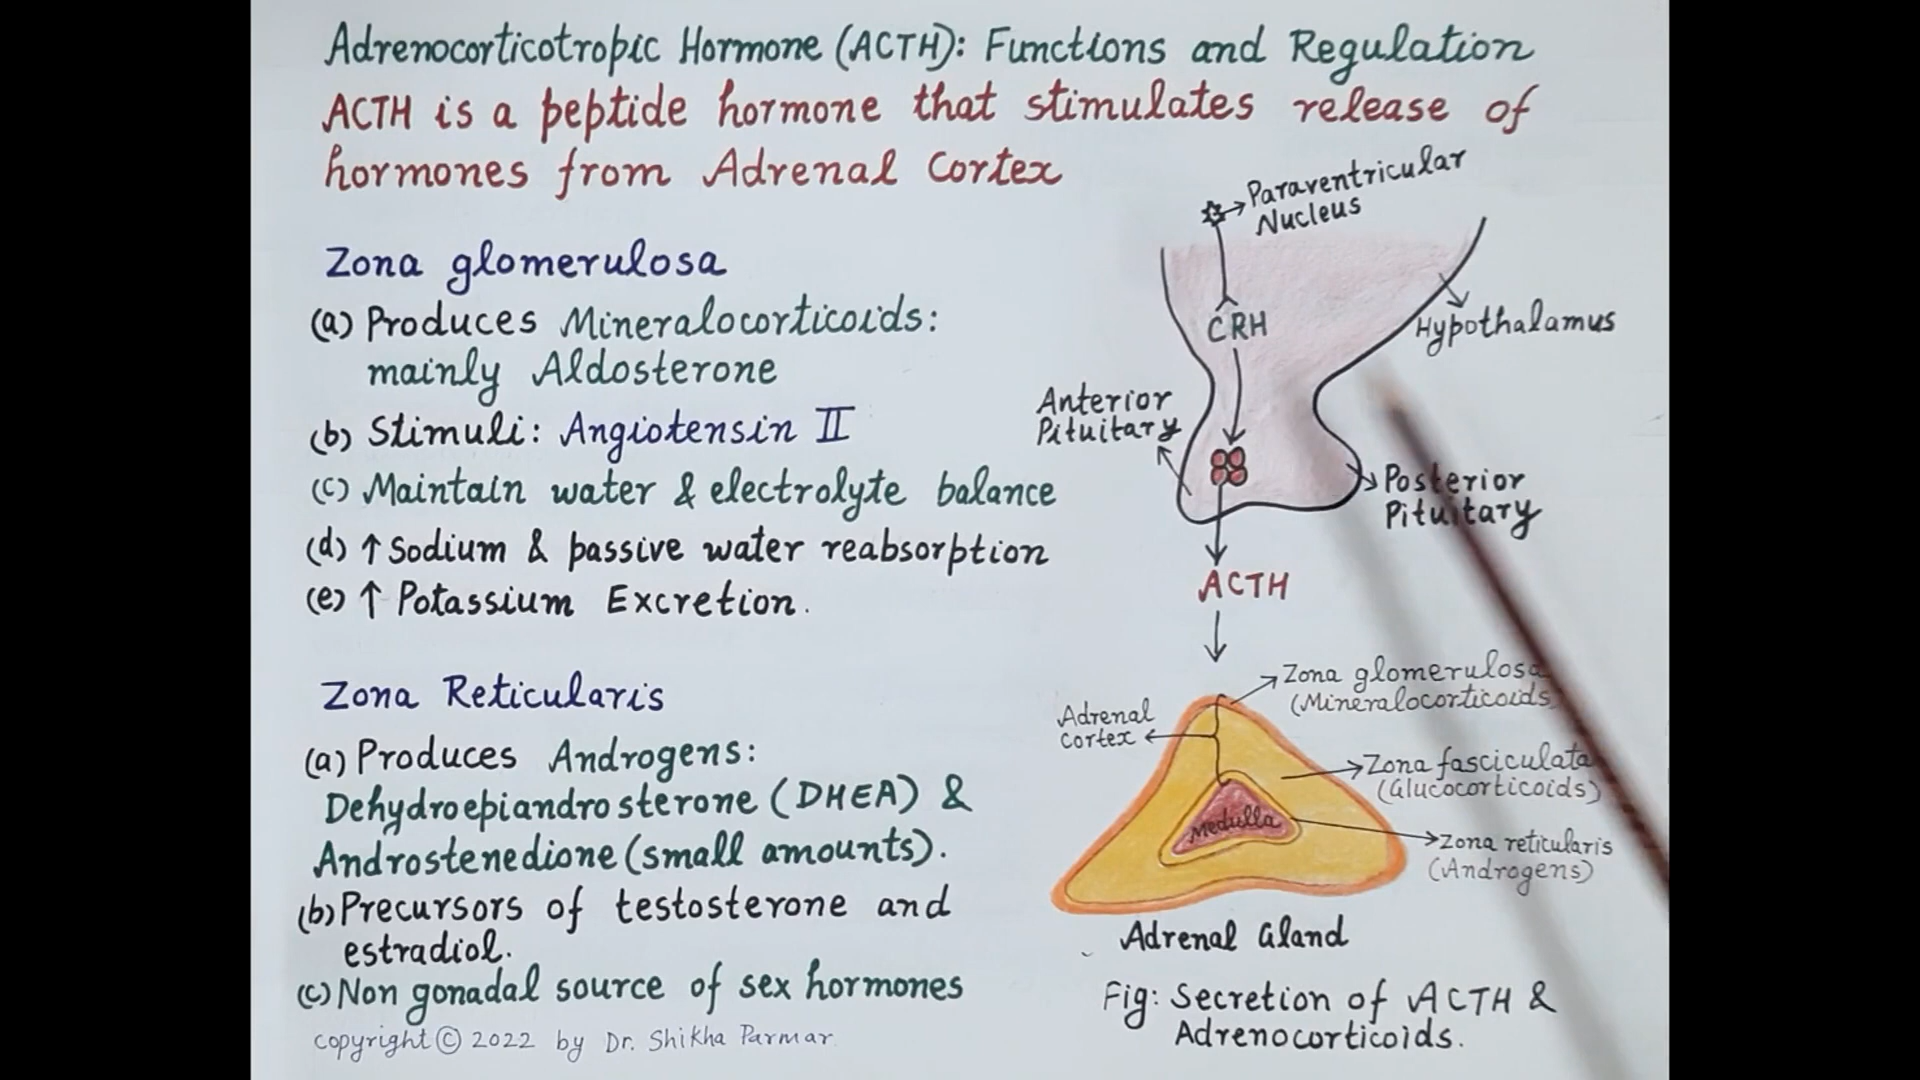 Adrenocorticotropic Hormone (ACTH): Functions and Regulation
ACTH is a peptide hormone that stimulates release of
hormones from Adrenal Cortex
Zona glomerulosa
(a) Produces Mineralocorticoids:
mainly Aldosterone
(b) Stimuli: Angiotensin II
(c) Maintain water & electrolyte balance
(d) ↑ Sodium & passive water reabsorption
(e) ↑ Potassium Excretion.
Zona Reticularis
(a) Produces Androgens:
Dehydroepiandrosterone (DHEA) &
Androstenedione (small amounts).
(b) Precursors of testosterone and
estradiol.
(c) Non gonadal source of sex hormones
copyright © 2022 by Dr. Shikha Parmar
Paraventricular
Nucleus
CRH
Hypothalamus
Anterior
Pituitary
Posterior
Pituitary
ACTH
Zona glomerulosa
(Mineralocorticoids
Adrenal
Cortex
Zona fasciculata
(Glucocorticoids)
Medulla
Zona reticularis
(Androgens)
Adrenal Gland
Fig: Secretion of ACTH &
Adrenocorticoids.